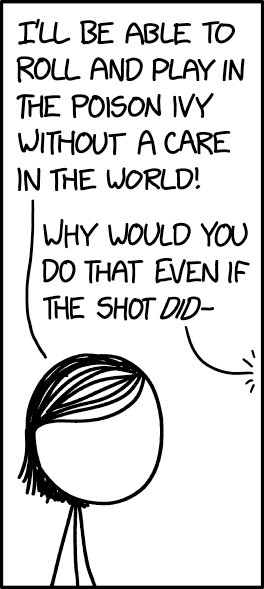 I'LL BE ABLE TO
ROLL AND PLAY IN
THE POISON IVY
WITHOUT A CARE
IN THE WORLD!
WHY WOULD YOU
DO THAT EVEN IF
THE SHOT DID–